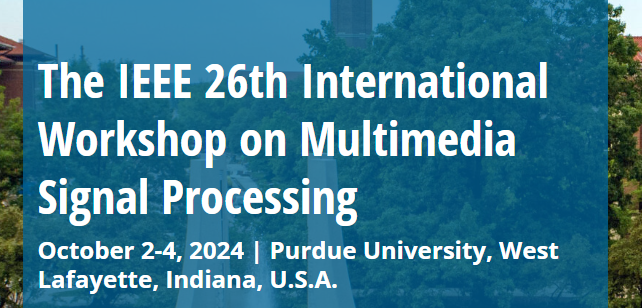 The IEEE 26th International
Workshop on Multimedia
Signal Processing
October 2-4, 2024 | Purdue University, West
Lafayette, Indiana, U.S.A.